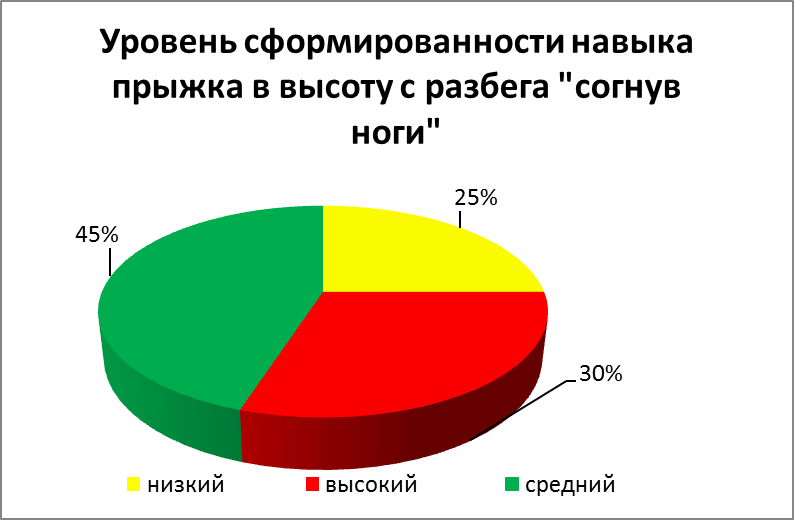 Уровень сформированности навыка
прыжка в высоту с разбега "согнув
ноги"
25%
45%
30%
низкий
высокий
средний